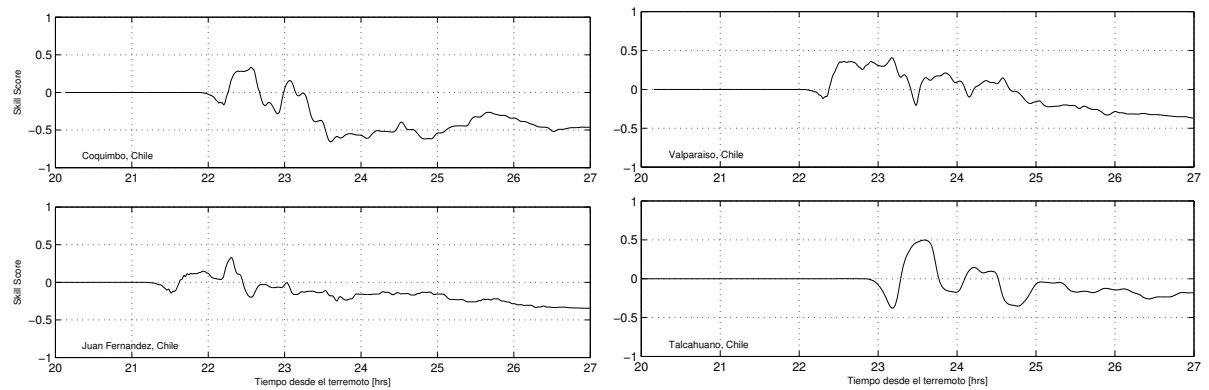 1
0.5
0
−0.5
−1
Skill Score
Coquimbo, Chile
20 21 22 23 24 25 26 27
1
0.5
0
−0.5
−1
Valparaiso, Chile
20 21 22 23 24 25 26 27
1
0.5
0
−0.5
−1
Skill Score
Juan Fernandez, Chile
20 21 22 23 24 25 26 27
Tiempo desde el terremoto [hrs]
1
0.5
0
−0.5
−1
Talcahuano, Chile
20 21 22 23 24 25 26 27
Tiempo desde el terremoto [hrs]